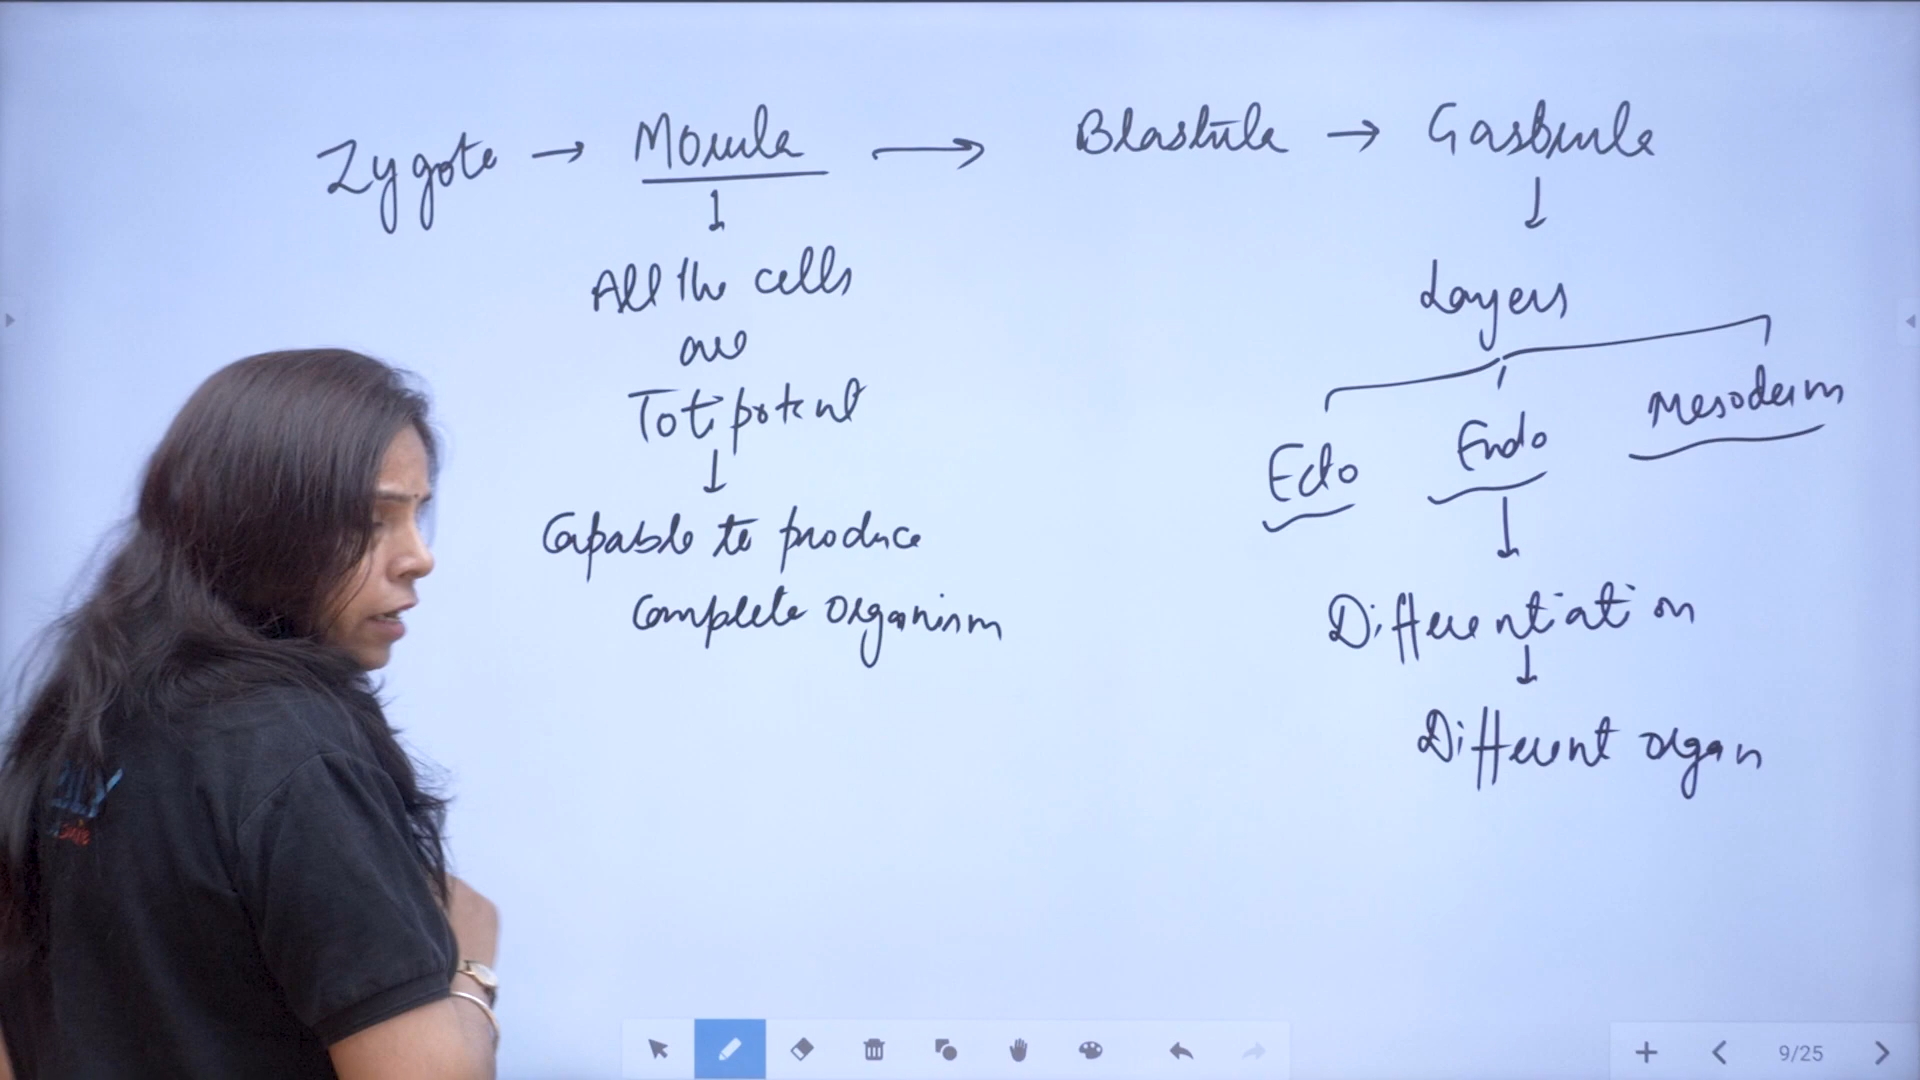 Zygote → Morula → Blastula → Gastrula
↓
All the cells
are
Totipotent
↓
Capable to produce
complete organism
↓
Layers
Ecto Endo Mesoderm
↓
Differentiation
↓
Different organ
9/25